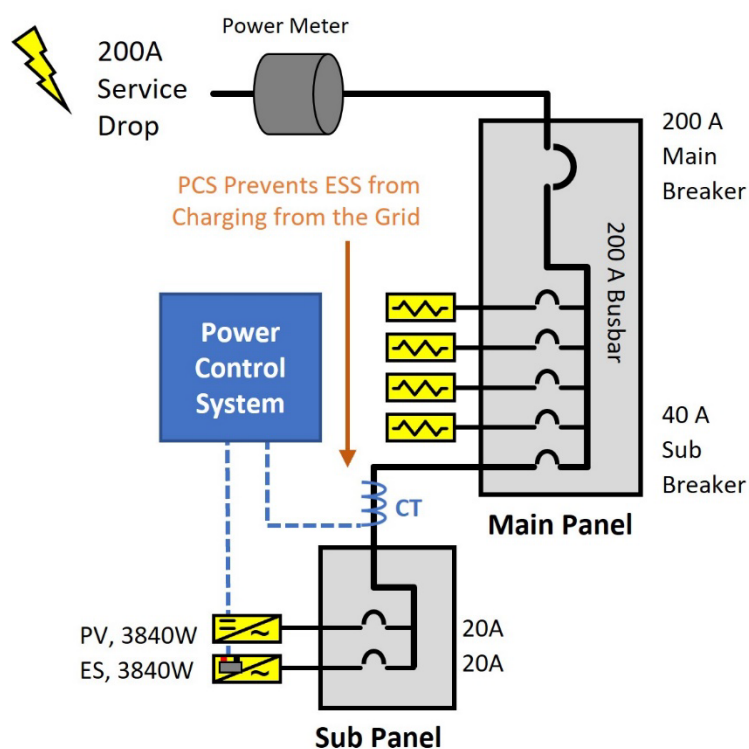 Power Meter
200A
Service
Drop
200 A
Main
Breaker
PCS Prevents ESS from
Charging from the Grid
200 A Busbar
Power
Control
System
40 A
Sub
Breaker
CT
Main Panel
PV, 3840W
20A
ES, 3840W
20A
Sub Panel